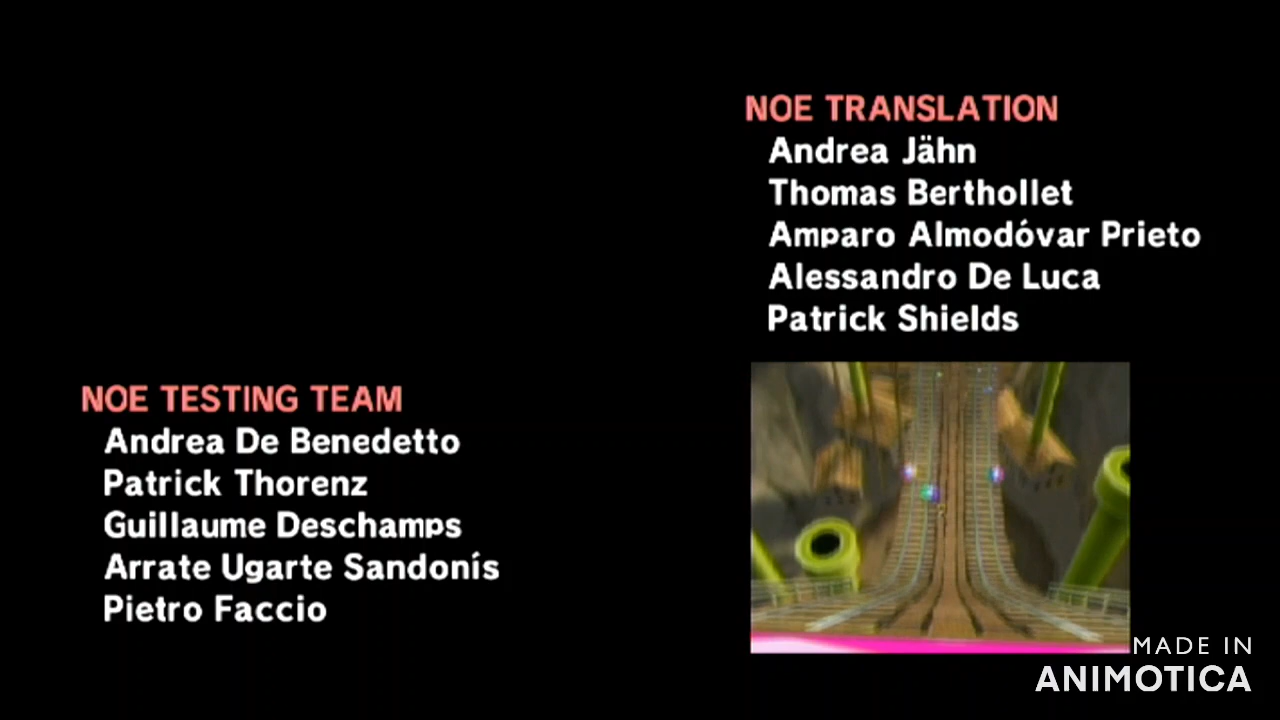 NOE TRANSLATION
Andrea Jähn
Thomas Berthollet
Amparo Almodóvar Prieto
Alessandro De Luca
Patrick Shields
NOE TESTING TEAM
Andrea De Benedetto
Patrick Thorenz
Guillaume Deschamps
Arrate Ugarte Sandonís
Pietro Faccio
MADE IN
ANIMOTICA